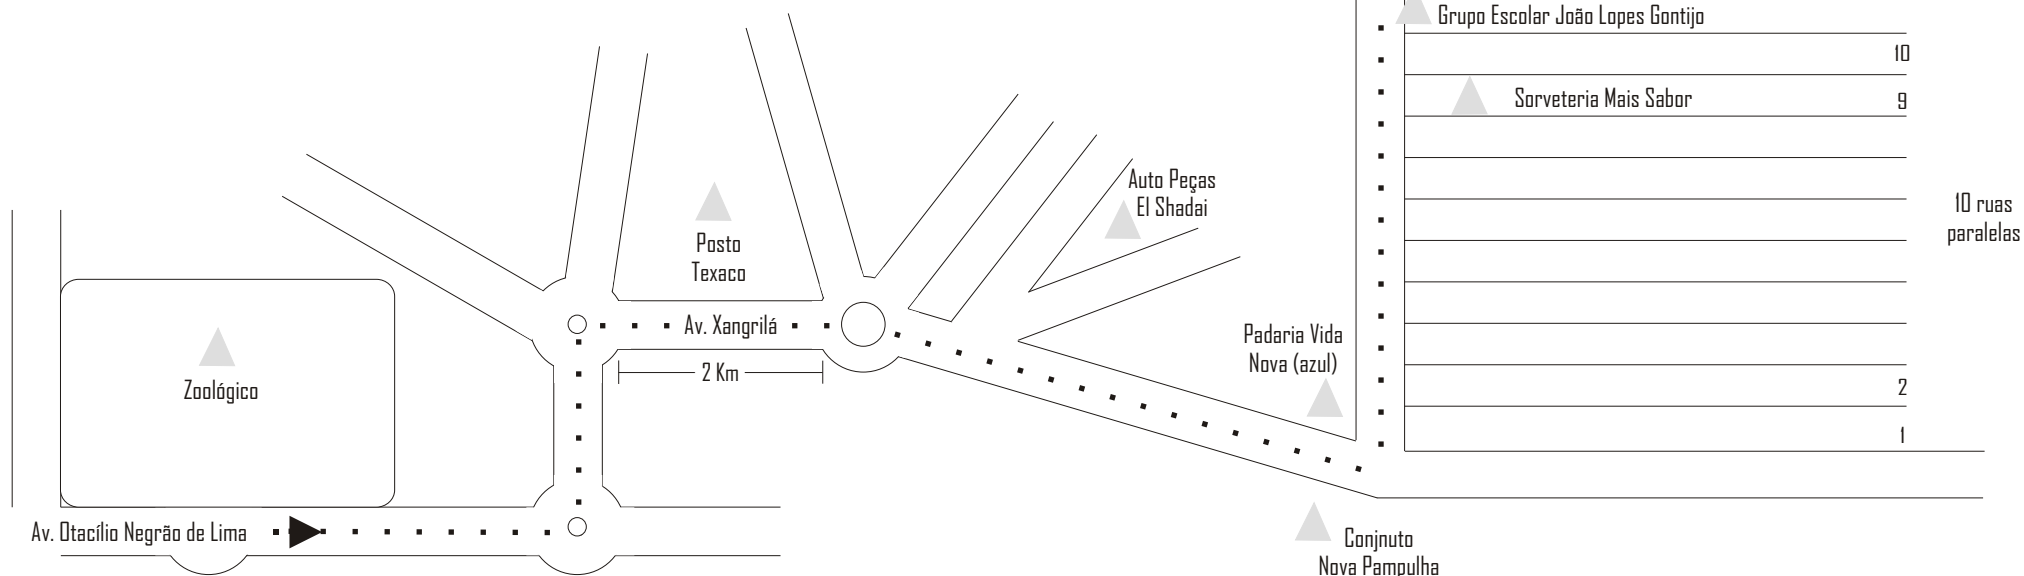 Grupo Escolar João Lopes Gontijo
10
Sorveteria Mais Sabor
9
Auto Peças
El Shadai
10 ruas
paralelas
Posto
Texaco
Av. Xangrilá
Padaria Vida
Nova (azul)
2 Km
Zoológico
2
1
Av. Otacílio Negrão de Lima
Conjnuto
Nova Pampulha